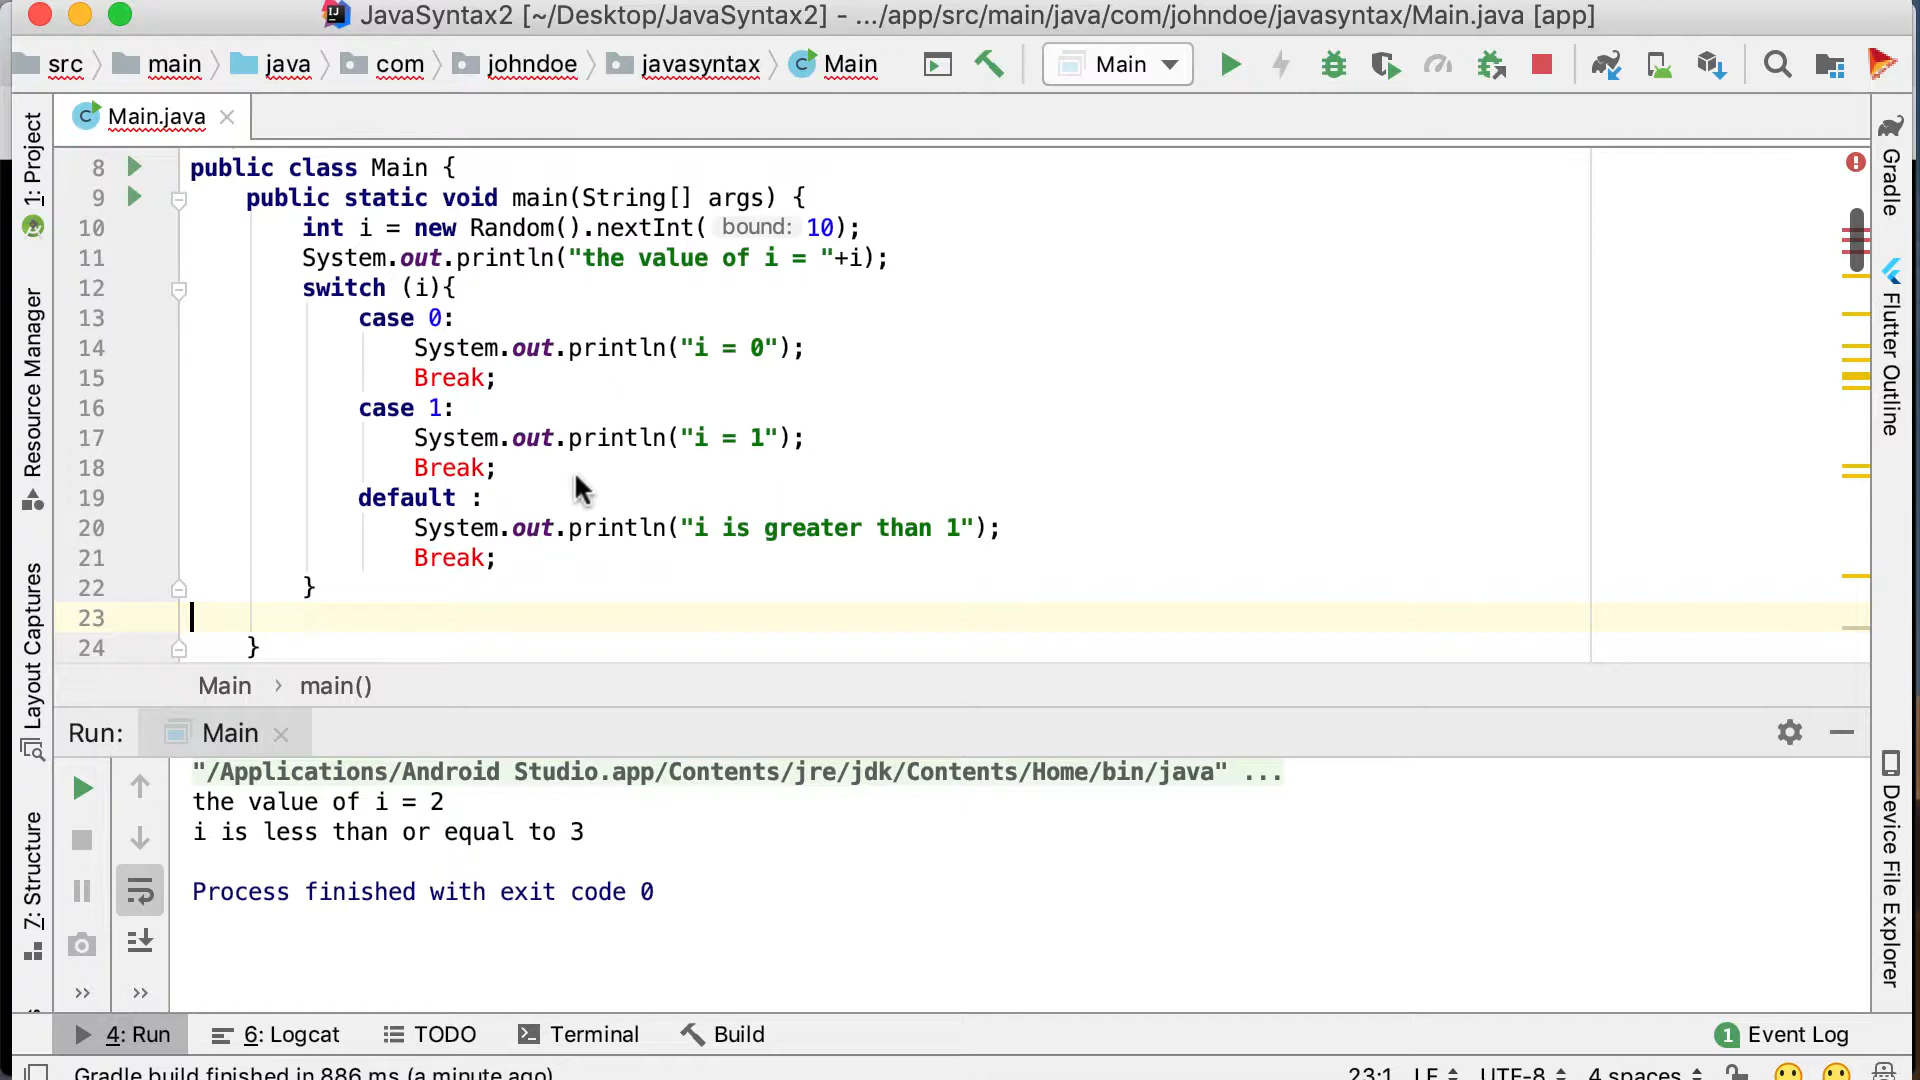 JavaSyntax2 [~/Desktop/JavaSyntax2] - .../app/src/main/java/com/johndoe/javasyntax/Main.java [app]
src main java com johndoe javasyntax Main Main
Main.java
8 public class Main {
9 public static void main(String[] args) {
10 int i = new Random().nextInt( bound: 10);
11 System.out.println("the value of i = "+i);
12 switch (i){
13 case 0:
14 System.out.println("i = 0");
15 Break;
16 case 1:
17 System.out.println("i = 1");
18 Break;
19 default :
20 System.out.println("i is greater than 1");
21 Break;
22 }
23
24 }
Main › main()
Run: Main
"/Applications/Android Studio.app/Contents/jre/jdk/Contents/Home/bin/java" ...
the value of i = 2
i is less than or equal to 3
Process finished with exit code 0
1: Project
Resource Manager
Layout Captures
7: Structure
Gradle
Flutter Outline
Device File Explorer
4: Run 6: Logcat TODO Terminal Build 1 Event Log
Gradle build finished in 886 ms (a minute ago) 23:1 LF UTF-8 4 spaces